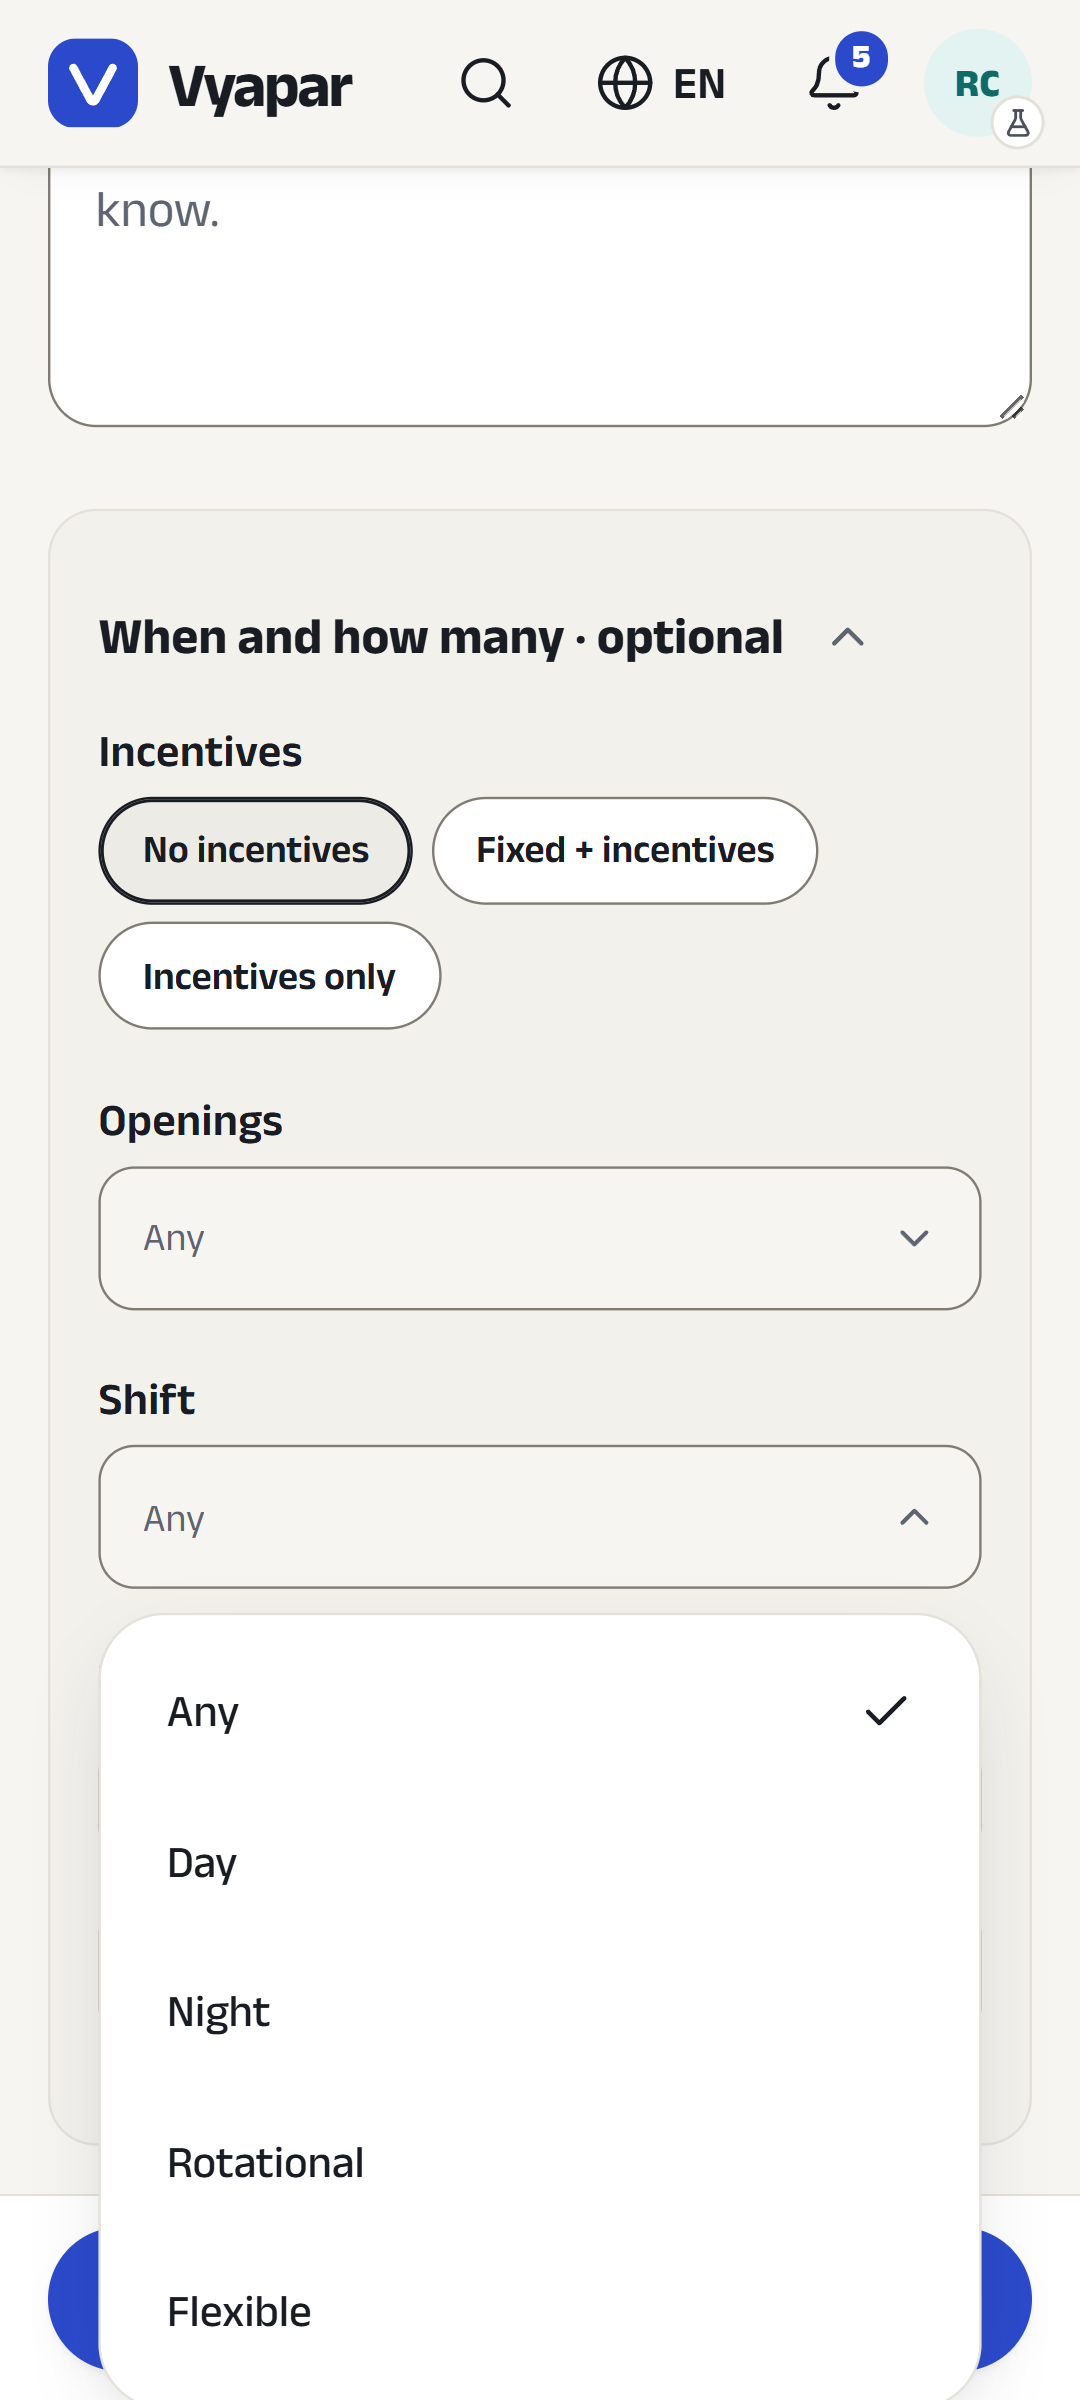 Vyapar
EN
5
RC
know.
When and how many · optional
Incentives
No incentives
Fixed + incentives
Incentives only
Openings
Any
Shift
Any
Any
Day
Night
Rotational
Flexible